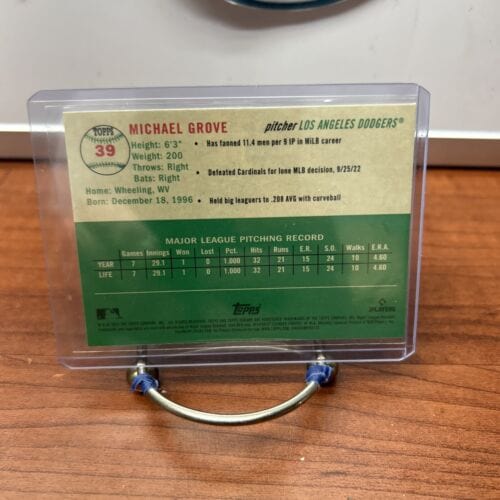 TOPPS
39
MICHAEL GROVE
pitcher LOS ANGELES DODGERS®
Height: 6'3"
Weight: 200
Throws: Right
Bats: Right
Home: Wheeling, WV
Born: December 18, 1996
• Has fanned 11.4 men per 9 IP in MiLB career
• Defeated Cardinals for lone MLB decision, 9/25/22
• Held big leaguers to .208 AVG with curveball
MAJOR LEAGUE PITCHING RECORD
Games Innings Won Lost Pct. Hits Runs E.R. S.O. Walks E.R.A.
YEAR 7 29.1 1 0 1.000 32 21 15 24 10 4.60
LIFE 7 29.1 1 0 1.000 32 21 15 24 10 4.60
Topps
PLAYERS